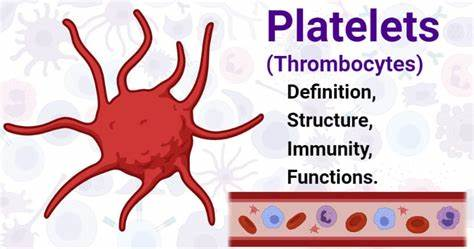 Platelets
(Thrombocytes)
Definition,
Structure,
Immunity,
Functions.